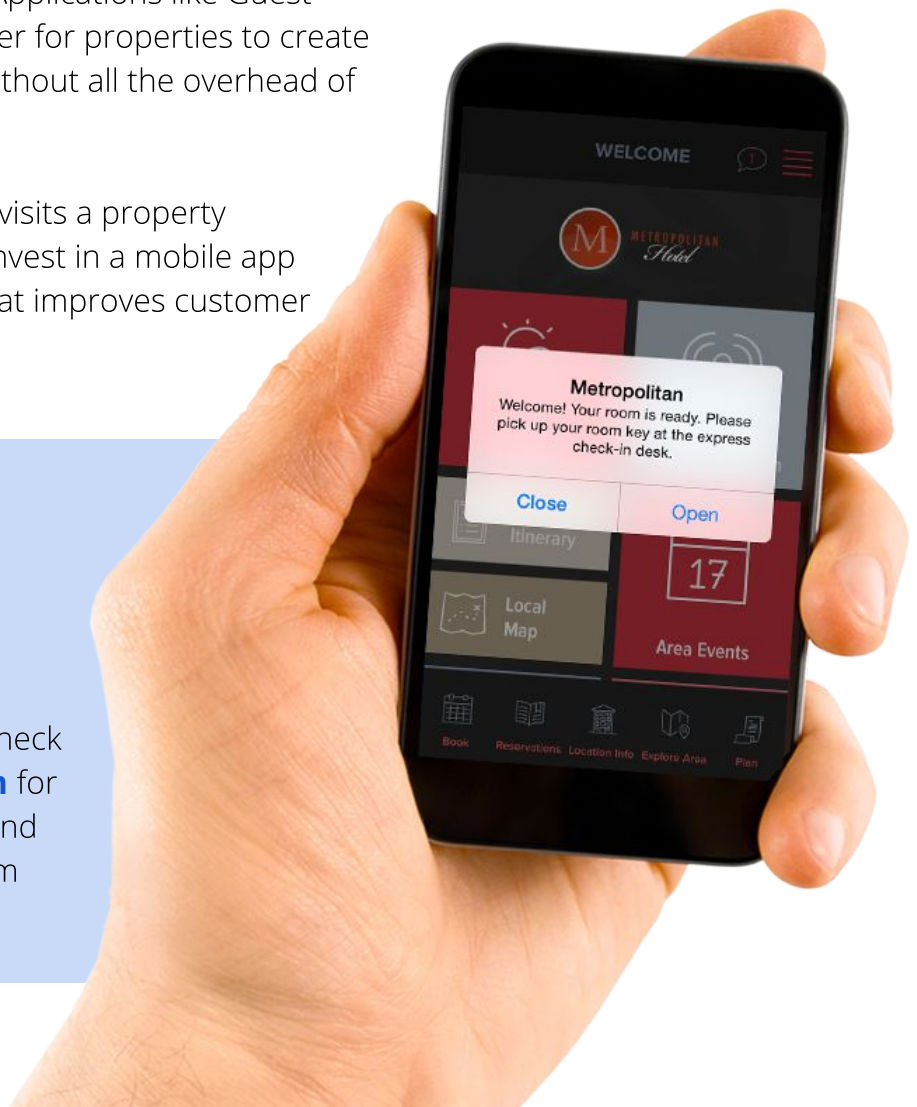 Applications like Guest
er for properties to create
thout all the overhead of
visits a property
nvest in a mobile app
at improves customer
WELCOME
M METROPOLITAN
Hotel
Metropolitan
Welcome! Your room is ready. Please
pick up your room key at the express
check-in desk.
Close Open
Itinerary
17
Local
Map
Area Events
Book Reservations Location Info Explore Area Plan
heck
for
nd
m